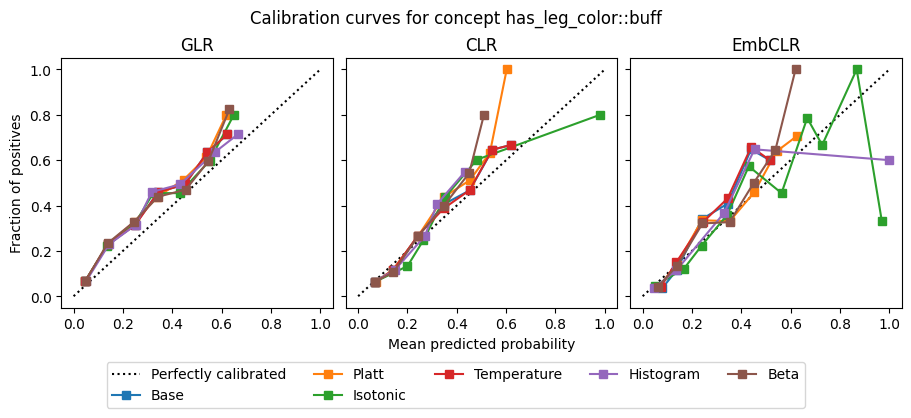 Calibration curves for concept has_leg_color::buff
GLR
CLR
EmbCLR
Fraction of positives
1.0
0.8
0.6
0.4
0.2
0.0
0.0 0.2 0.4 0.6 0.8 1.0
0.0 0.2 0.4 0.6 0.8 1.0
0.0 0.2 0.4 0.6 0.8 1.0
Mean predicted probability
Perfectly calibrated Platt Temperature Histogram Beta
Base Isotonic